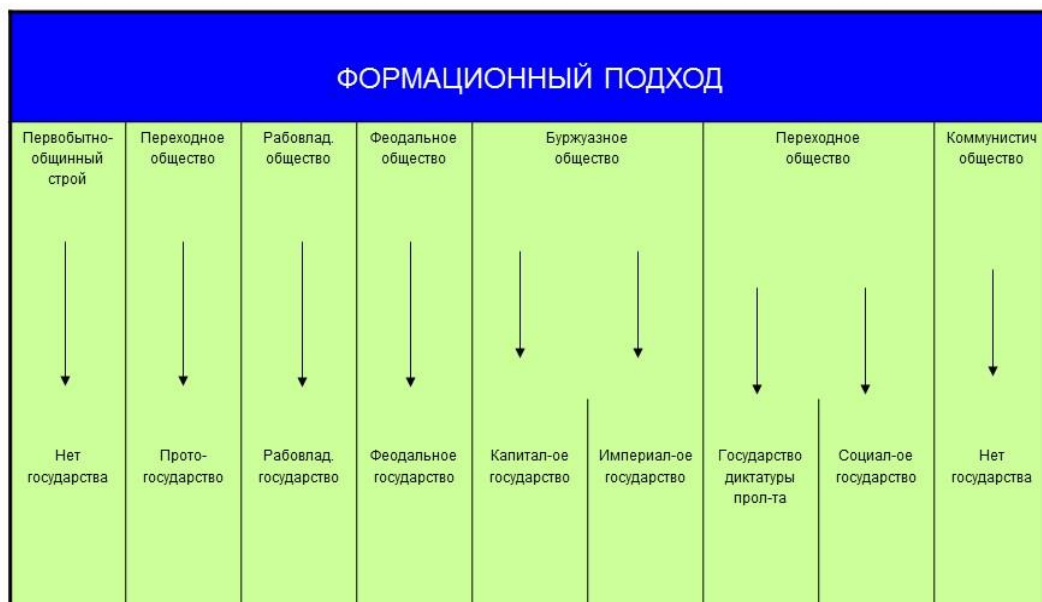 ФОРМАЦИОННЫЙ ПОДХОД
Первобытно-
общинный
строй
Переходное
общество
Рабовлад.
общество
Феодальное
общество
Буржуазное
общество
Переходное
общество
Коммунистич
общество
Нет
государства
Прото-
государство
Рабовлад.
государство
Феодальное
государство
Капитал-ое
государство
Империал-ое
государство
Государство
диктатуры
прол-та
Социал-ое
государство
Нет
государства